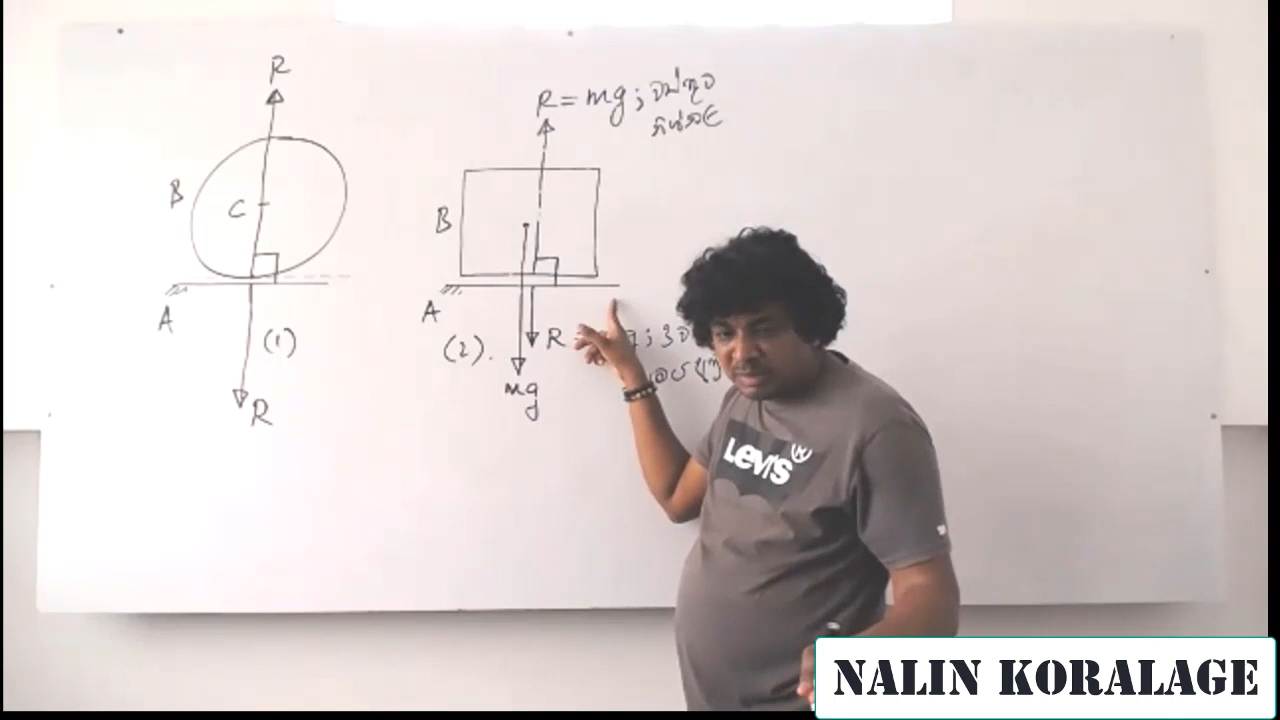 R
B
C
A
(1)
R
R = mg ;
B
A
(2).
R
mg
LEVI'S
NALIN KORALAGE